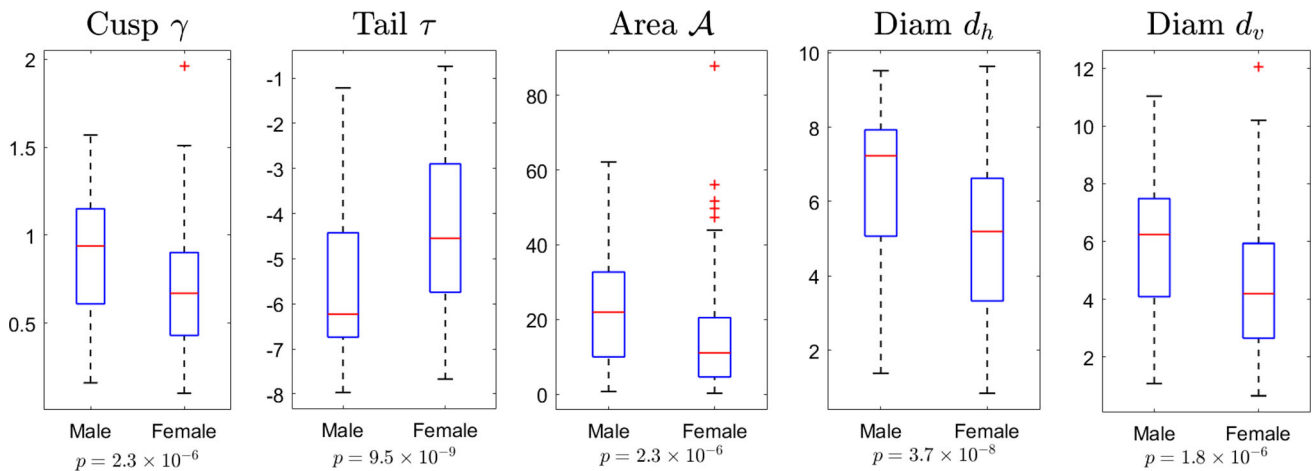 Cusp γ
2
1.5
1
0.5
Male Female
p = 2.3 × 10⁻⁶
Tail τ
-1
-2
-3
-4
-5
-6
-7
-8
Male Female
p = 9.5 × 10⁻⁹
Area 𝒜
80
60
40
20
0
Male Female
p = 2.3 × 10⁻⁶
Diam d_h
10
8
6
4
2
Male Female
p = 3.7 × 10⁻⁸
Diam d_v
12
10
8
6
4
2
Male Female
p = 1.8 × 10⁻⁶